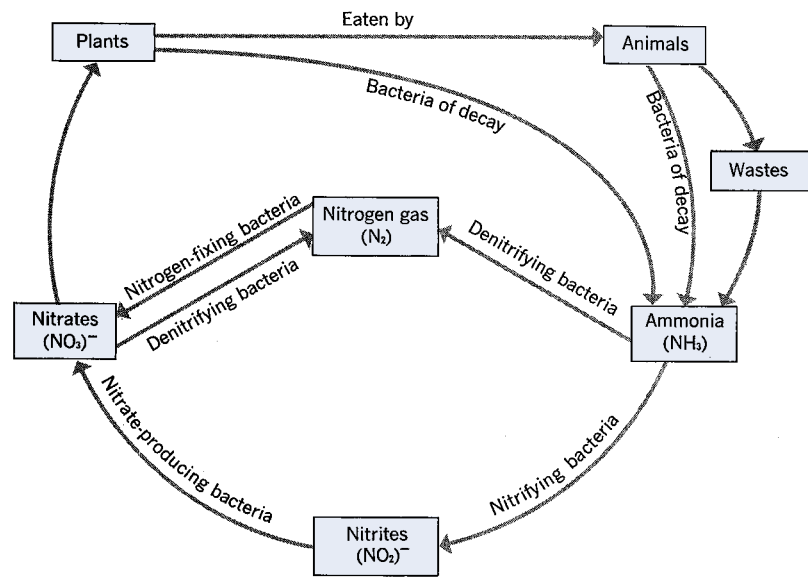 Eaten by
Plants
Animals
Bacteria of decay
Bacteria of decay
Wastes
Nitrogen gas
(N₂)
Nitrogen-fixing bacteria
Denitrifying bacteria
Denitrifying bacteria
Nitrates
(NO₃)⁻
Ammonia
(NH₃)
Nitrate-producing bacteria
Nitrifying bacteria
Nitrites
(NO₂)⁻